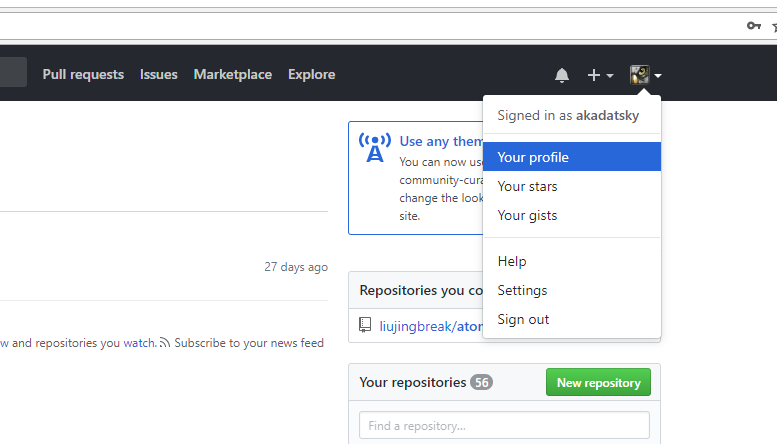 Pull requests Issues Marketplace Explore
Signed in as akadatsky
Your profile
Your stars
Your gists
Help
Settings
Sign out
Use any them
You can now use
community-cura
change the look
site.
27 days ago
Repositories you co
liujingbreak/atom
w and repositories you watch. Subscribe to your news feed
Your repositories 56 New repository
Find a repository...